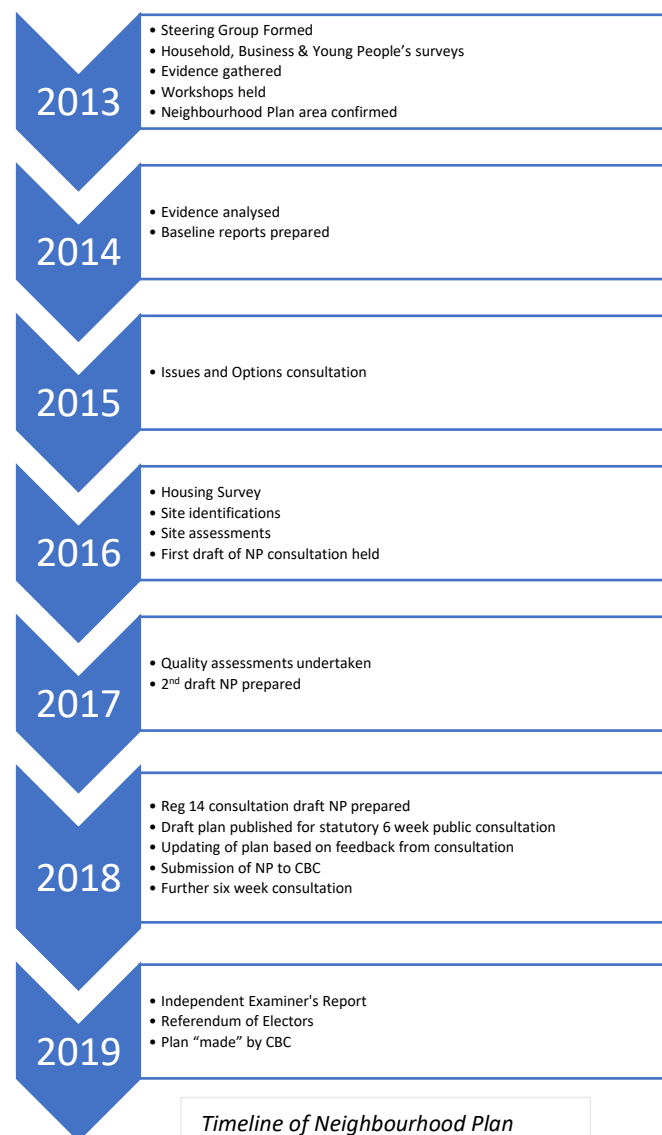 2013
• Steering Group Formed
• Household, Business & Young People’s surveys
• Evidence gathered
• Workshops held
• Neighbourhood Plan area confirmed
2014
• Evidence analysed
• Baseline reports prepared
2015
• Issues and Options consultation
2016
• Housing Survey
• Site identifications
• Site assessments
• First draft of NP consultation held
2017
• Quality assessments undertaken
• 2nd draft NP prepared
2018
• Reg 14 consultation draft NP prepared
• Draft plan published for statutory 6 week public consultation
• Updating of plan based on feedback from consultation
• Submission of NP to CBC
• Further six week consultation
2019
• Independent Examiner's Report
• Referendum of Electors
• Plan “made” by CBC
Timeline of Neighbourhood Plan